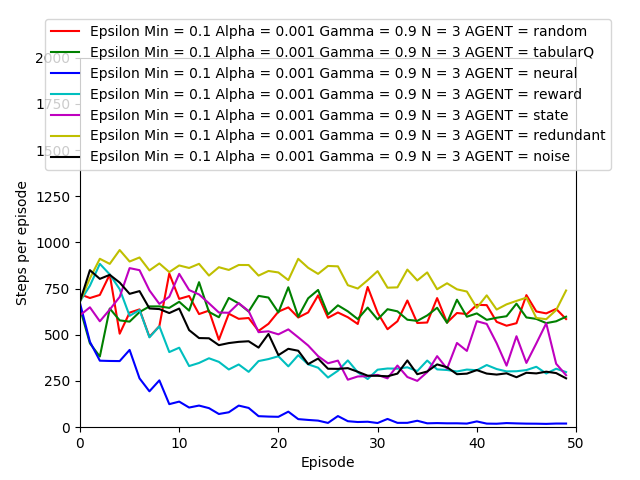 Epsilon Min = 0.1 Alpha = 0.001 Gamma = 0.9 N = 3 AGENT = random
Epsilon Min = 0.1 Alpha = 0.001 Gamma = 0.9 N = 3 AGENT = tabularQ
Epsilon Min = 0.1 Alpha = 0.001 Gamma = 0.9 N = 3 AGENT = neural
Epsilon Min = 0.1 Alpha = 0.001 Gamma = 0.9 N = 3 AGENT = reward
Epsilon Min = 0.1 Alpha = 0.001 Gamma = 0.9 N = 3 AGENT = state
Epsilon Min = 0.1 Alpha = 0.001 Gamma = 0.9 N = 3 AGENT = redundant
Epsilon Min = 0.1 Alpha = 0.001 Gamma = 0.9 N = 3 AGENT = noise
2000
1750
1500
1250
1000
750
500
250
0
Steps per episode
0 10 20 30 40 50
Episode